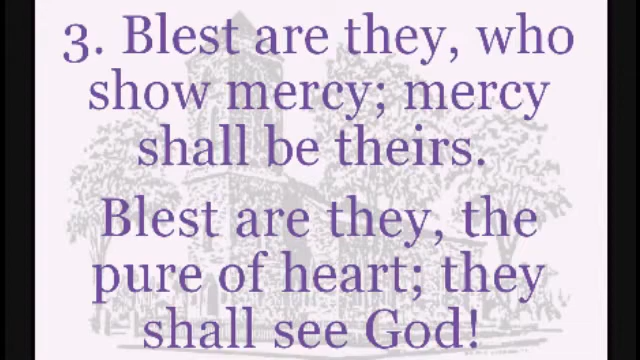 3. Blest are they, who
show mercy; mercy
shall be theirs.
Blest are they, the
pure of heart; they
shall see God!